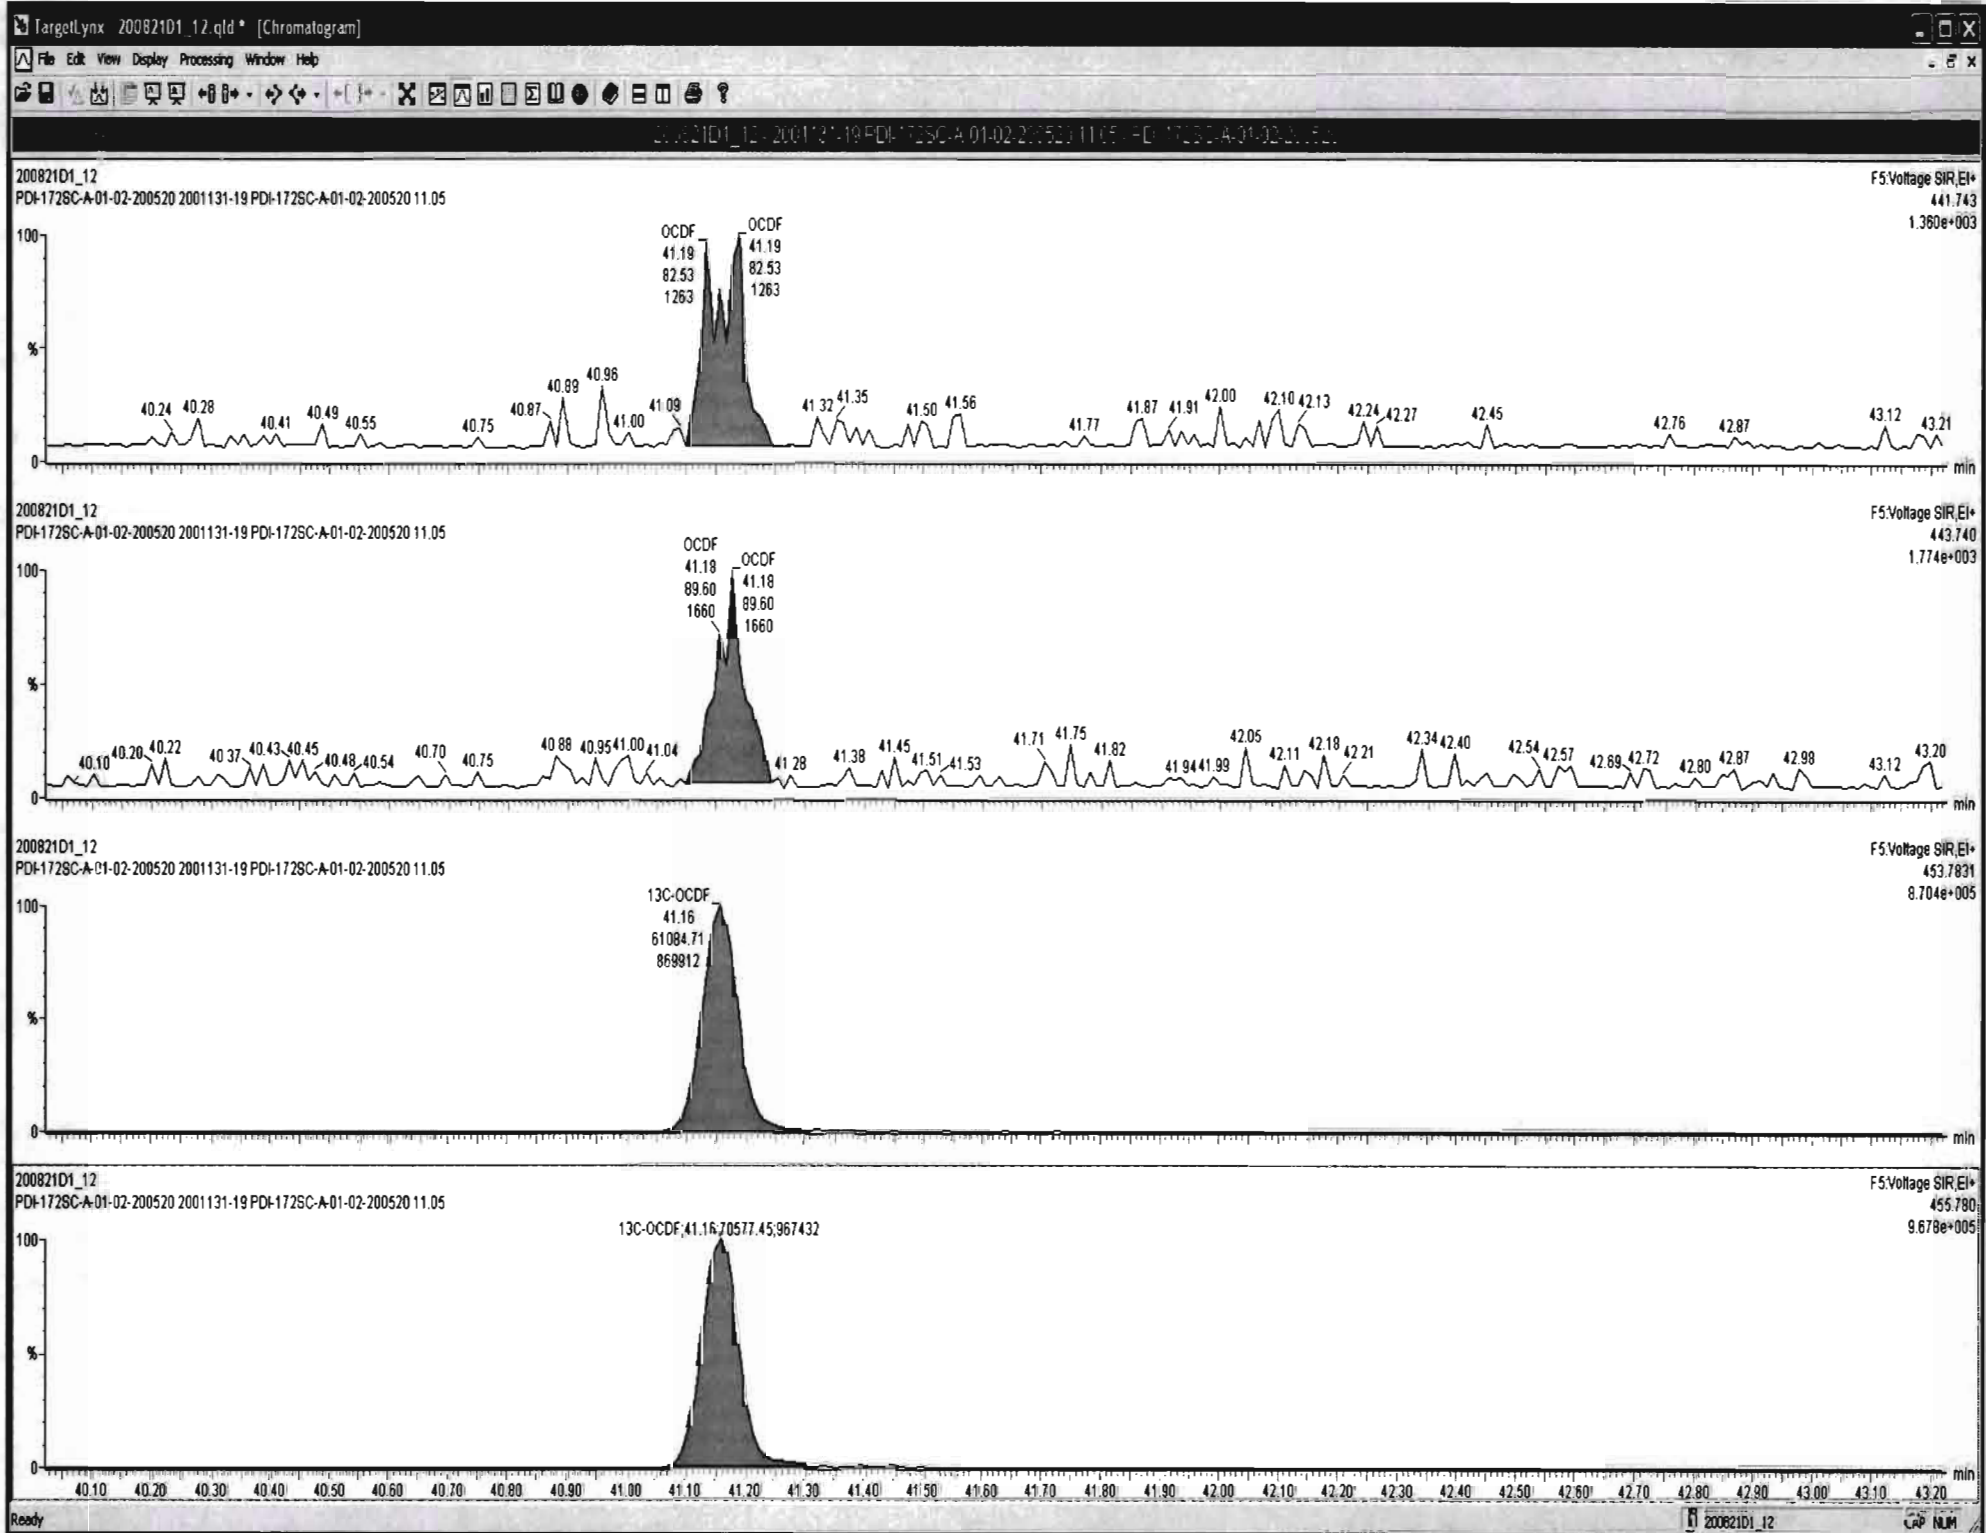 TargetLynx 200821D1_12.qld * [Chromatogram]
File Edit View Display Processing Window Help
200821D1_12
PDI-172SC-A-01-02-200520 2001131-19 PDI-172SC-A-01-02-200520 11.05
F5:Voltage SIR,EI+
441.743
1.360e+003
100
%
0
OCDF
41.19
82.53
1263
OCDF
41.19
82.53
1263
40.24 40.28 40.41 40.49 40.55 40.75 40.87 40.89 40.96 41.00 41.09 41.32 41.35 41.50 41.56 41.77 41.87 41.91 42.00 42.10 42.13 42.24 42.27 42.45 42.76 42.87 43.12 43.21
min
200821D1_12
PDI-172SC-A-01-02-200520 2001131-19 PDI-172SC-A-01-02-200520 11.05
F5:Voltage SIR,EI+
443.740
1.774e+003
100
%
0
OCDF
41.18
89.60
1660
OCDF
41.18
89.60
1660
40.10 40.20 40.22 40.37 40.43 40.45 40.48 40.54 40.70 40.75 40.88 40.95 41.00 41.04 41.28 41.38 41.45 41.51 41.53 41.71 41.75 41.82 41.94 41.99 42.05 42.11 42.18 42.21 42.34 42.40 42.54 42.57 42.69 42.72 42.80 42.87 42.98 43.12 43.20
min
200821D1_12
PDI-172SC-A-01-02-200520 2001131-19 PDI-172SC-A-01-02-200520 11.05
F5:Voltage SIR,EI+
453.7831
8.704e+005
100
%
0
13C-OCDF
41.16
61084.71
869912
min
200821D1_12
PDI-172SC-A-01-02-200520 2001131-19 PDI-172SC-A-01-02-200520 11.05
F5:Voltage SIR,EI+
455.780
9.678e+005
100
%
0
13C-OCDF;41.16;70577.45;967432
min
40.10 40.20 40.30 40.40 40.50 40.60 40.70 40.80 40.90 41.00 41.10 41.20 41.30 41.40 41.50 41.60 41.70 41.80 41.90 42.00 42.10 42.20 42.30 42.40 42.50 42.60 42.70 42.80 42.90 43.00 43.10 43.20
Ready
200821D1_12
CAP NUM